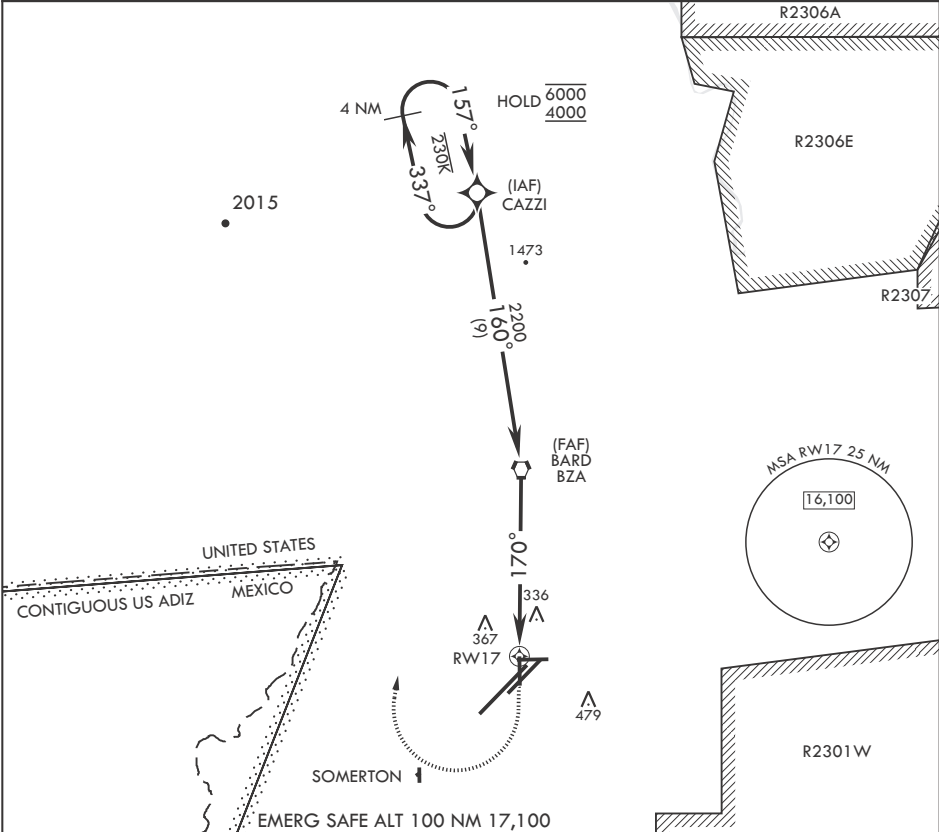 R2306A
4 NM
157°
HOLD 6000
4000
R2306E
230K
337°
(IAF)
CAZZI
2015
1473
R2307
2200
160°
(9)
(FAF)
BARD
BZA
MSA RW17 25 NM
16,100
170°
UNITED STATES
CONTIGUOUS US ADIZ
MEXICO
336
367
RW17
479
R2301W
SOMERTON
EMERG SAFE ALT 100 NM 17,100